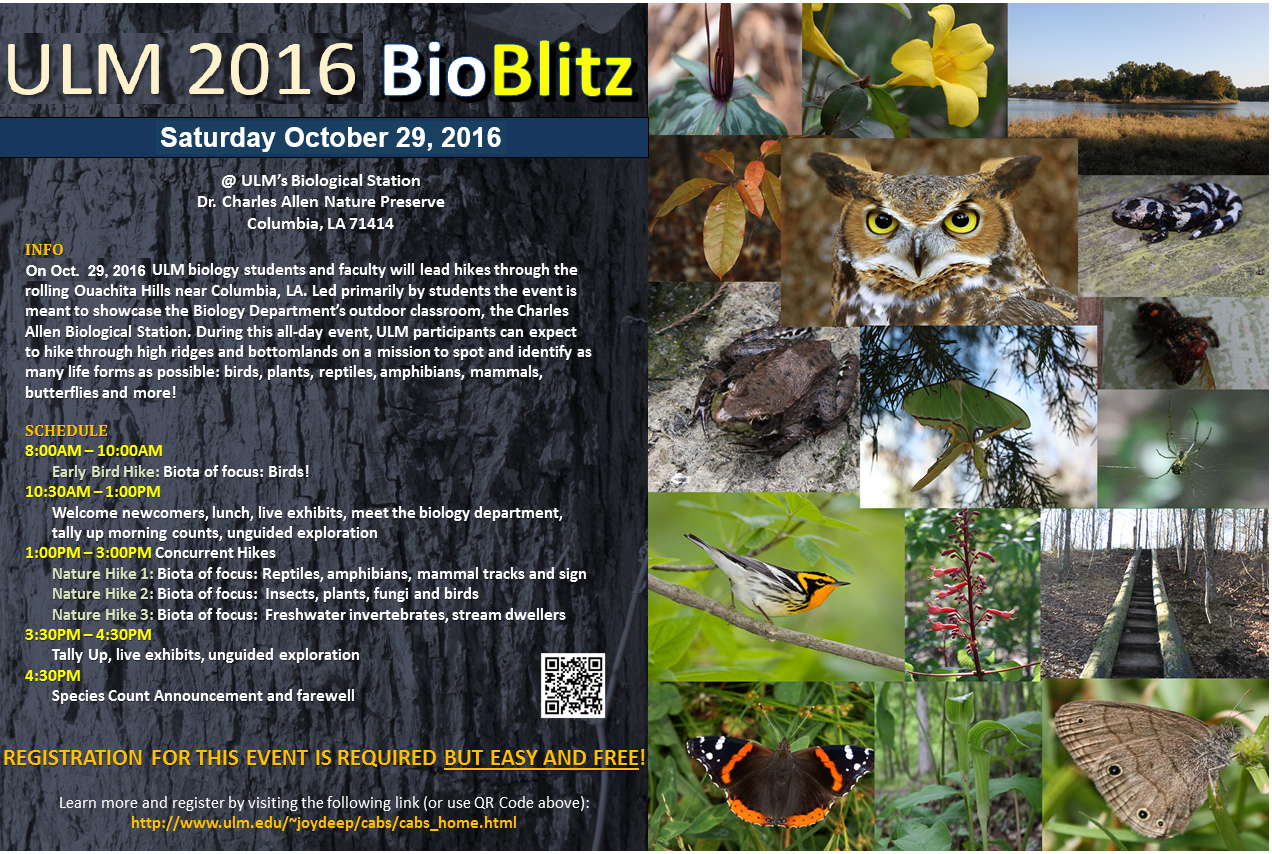 ULM 2016 BioBlitz
Saturday October 29, 2016
@ ULM's Biological Station
Dr. Charles Allen Nature Preserve
Columbia, LA 71414
INFO
On Oct. 29, 2016 ULM biology students and faculty will lead hikes through the
rolling Ouachita Hills near Columbia, LA. Led primarily by students the event is
meant to showcase the Biology Department's outdoor classroom, the Charles
Allen Biological Station. During this all-day event, ULM participants can expect
to hike through high ridges and bottomlands on a mission to spot and identify as
many life forms as possible: birds, plants, reptiles, amphibians, mammals,
butterflies and more!
SCHEDULE
8:00AM – 10:00AM
Early Bird Hike: Biota of focus: Birds!
10:30AM – 1:00PM
Welcome newcomers, lunch, live exhibits, meet the biology department,
tally up morning counts, unguided exploration
1:00PM – 3:00PM Concurrent Hikes
Nature Hike 1: Biota of focus: Reptiles, amphibians, mammal tracks and sign
Nature Hike 2: Biota of focus: Insects, plants, fungi and birds
Nature Hike 3: Biota of focus: Freshwater invertebrates, stream dwellers
3:30PM – 4:30PM
Tally Up, live exhibits, unguided exploration
4:30PM
Species Count Announcement and farewell
REGISTRATION FOR THIS EVENT IS REQUIRED BUT EASY AND FREE!
Learn more and register by visiting the following link (or use QR Code above):
http://www.ulm.edu/~joydeep/cabs/cabs_home.html